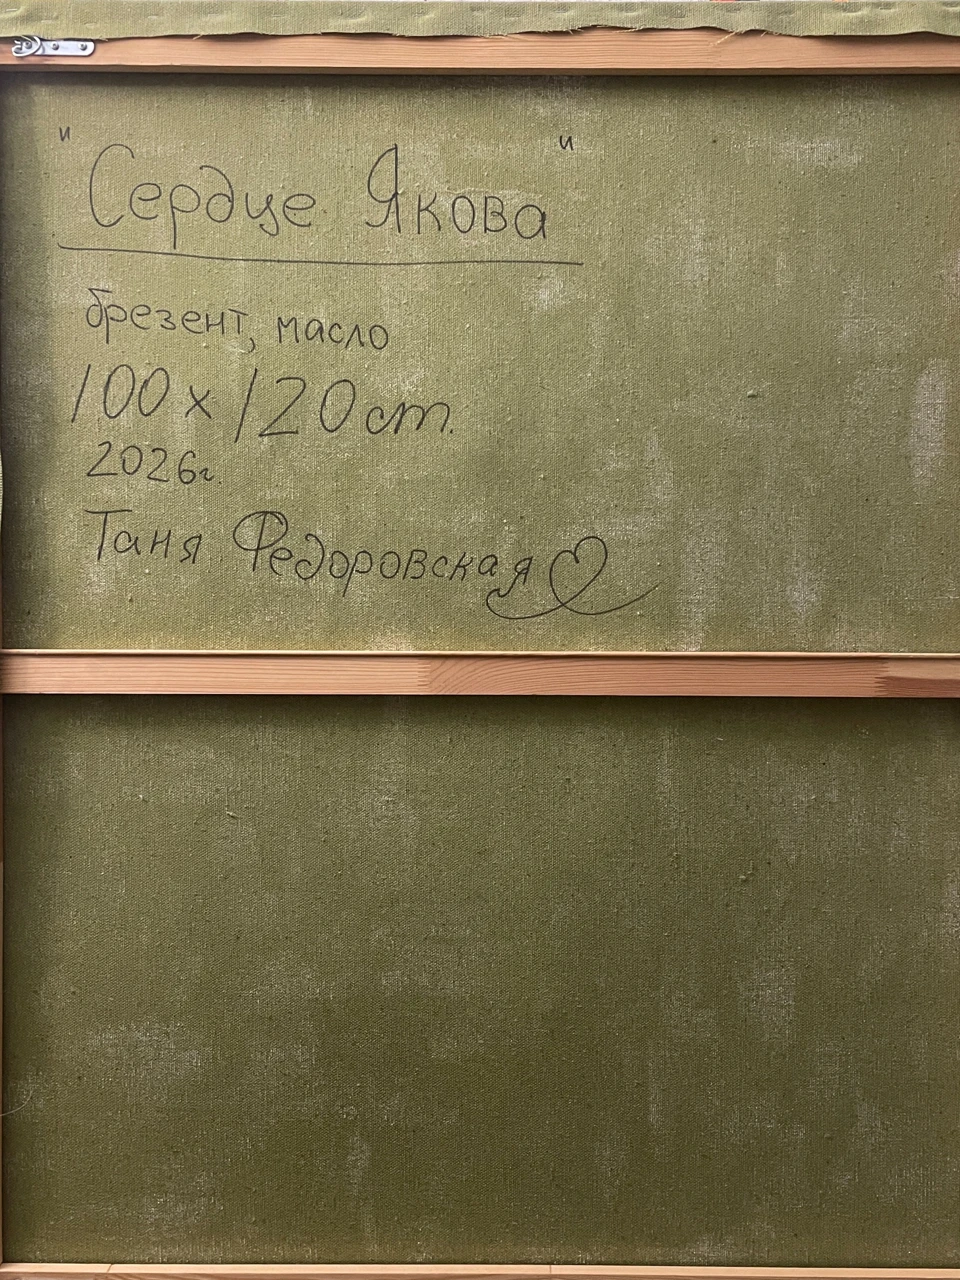 "Сердце Якова"
брезент, масло
100 x 120 cm.
2026г.
Таня Федоровская